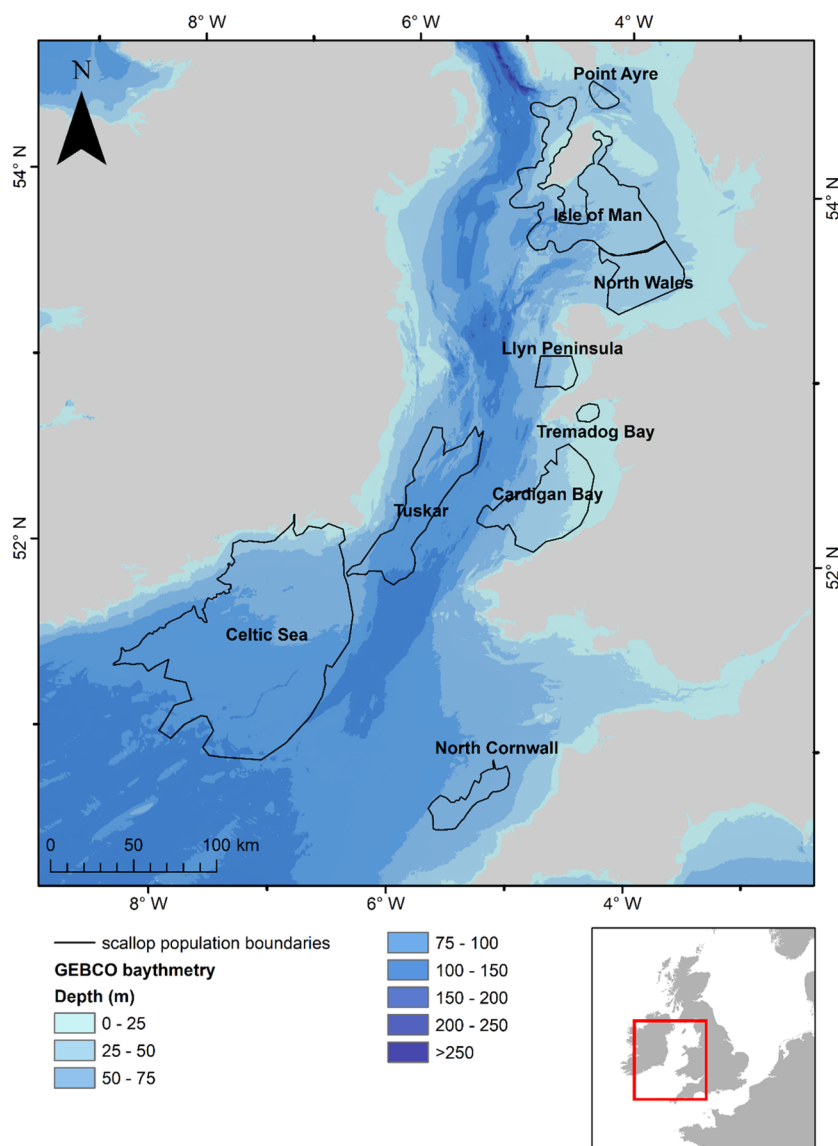 8° W
6° W
4° W
N
Point Ayre
54° N
54° N
Isle of Man
North Wales
Llyn Peninsula
Tremadog Bay
Cardigan Bay
Tuskar
52° N
52° N
Celtic Sea
North Cornwall
0
50
100 km
8° W
6° W
4° W
scallop population boundaries
GEBCO baythmetry
Depth (m)
0 - 25
25 - 50
50 - 75
75 - 100
100 - 150
150 - 200
200 - 250
>250